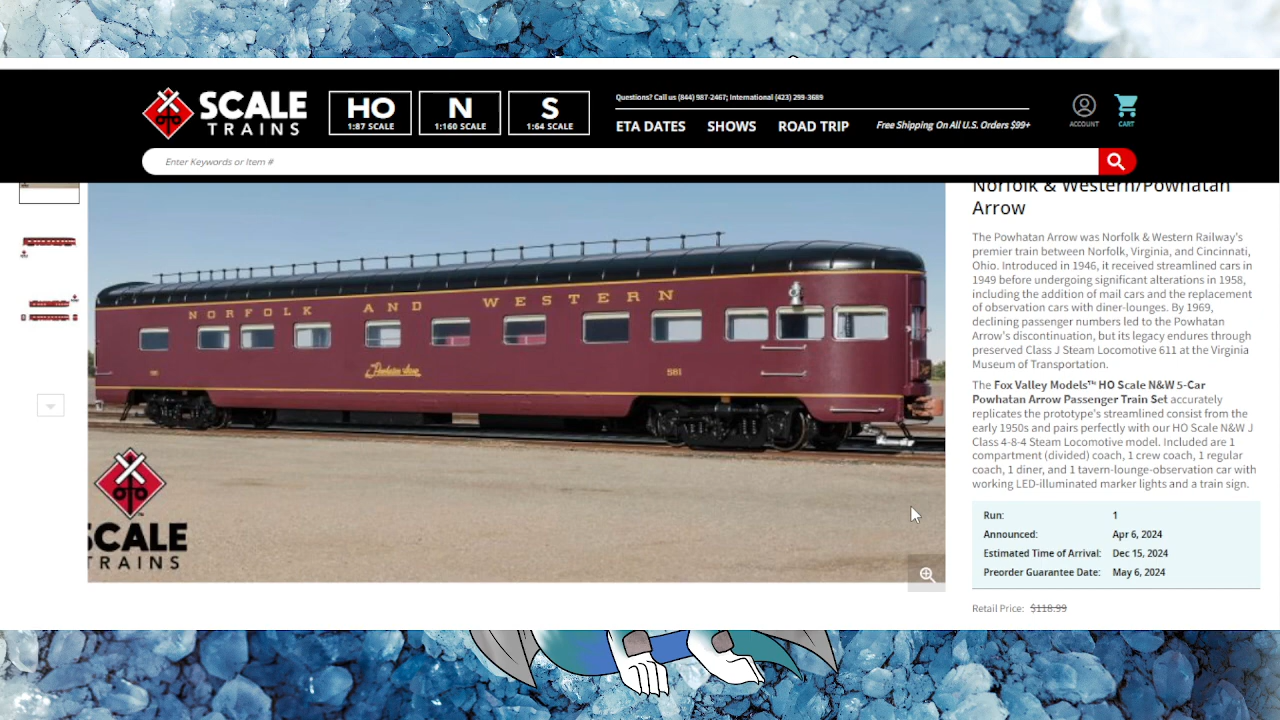 SCALE
TRAINS
HO
1:87 SCALE
N
1:160 SCALE
S
1:64 SCALE
Questions? Call us (844) 987-2467; International (423) 299-3689
ETA DATES
SHOWS
ROAD TRIP
Free Shipping On All U.S. Orders $99+
ACCOUNT
CART
Enter Keywords or Item #
Norfolk & Western/Powhatan
Arrow
The Powhatan Arrow was Norfolk & Western Railway's
premier train between Norfolk, Virginia, and Cincinnati,
Ohio. Introduced in 1946, it received streamlined cars in
1949 before undergoing significant alterations in 1958,
including the addition of mail cars and the replacement
of observation cars with diner-lounges. By 1969,
declining passenger numbers led to the Powhatan
Arrow's discontinuation, but its legacy endures through
preserved Class J Steam Locomotive 611 at the Virginia
Museum of Transportation.
The Fox Valley Models™ HO Scale N&W 5-Car
Powhatan Arrow Passenger Train Set accurately
replicates the prototype's streamlined consist from the
early 1950s and pairs perfectly with our HO Scale N&W J
Class 4-8-4 Steam Locomotive model. Included are 1
compartment (divided) coach, 1 crew coach, 1 regular
coach, 1 diner, and 1 tavern-lounge-observation car with
working LED-illuminated marker lights and a train sign.
Run: 1
Announced: Apr 6, 2024
Estimated Time of Arrival: Dec 15, 2024
Preorder Guarantee Date: May 6, 2024
Retail Price: $118.99
NORFOLK AND WESTERN
Powhatan Arrow
581
SCALE
TRAINS